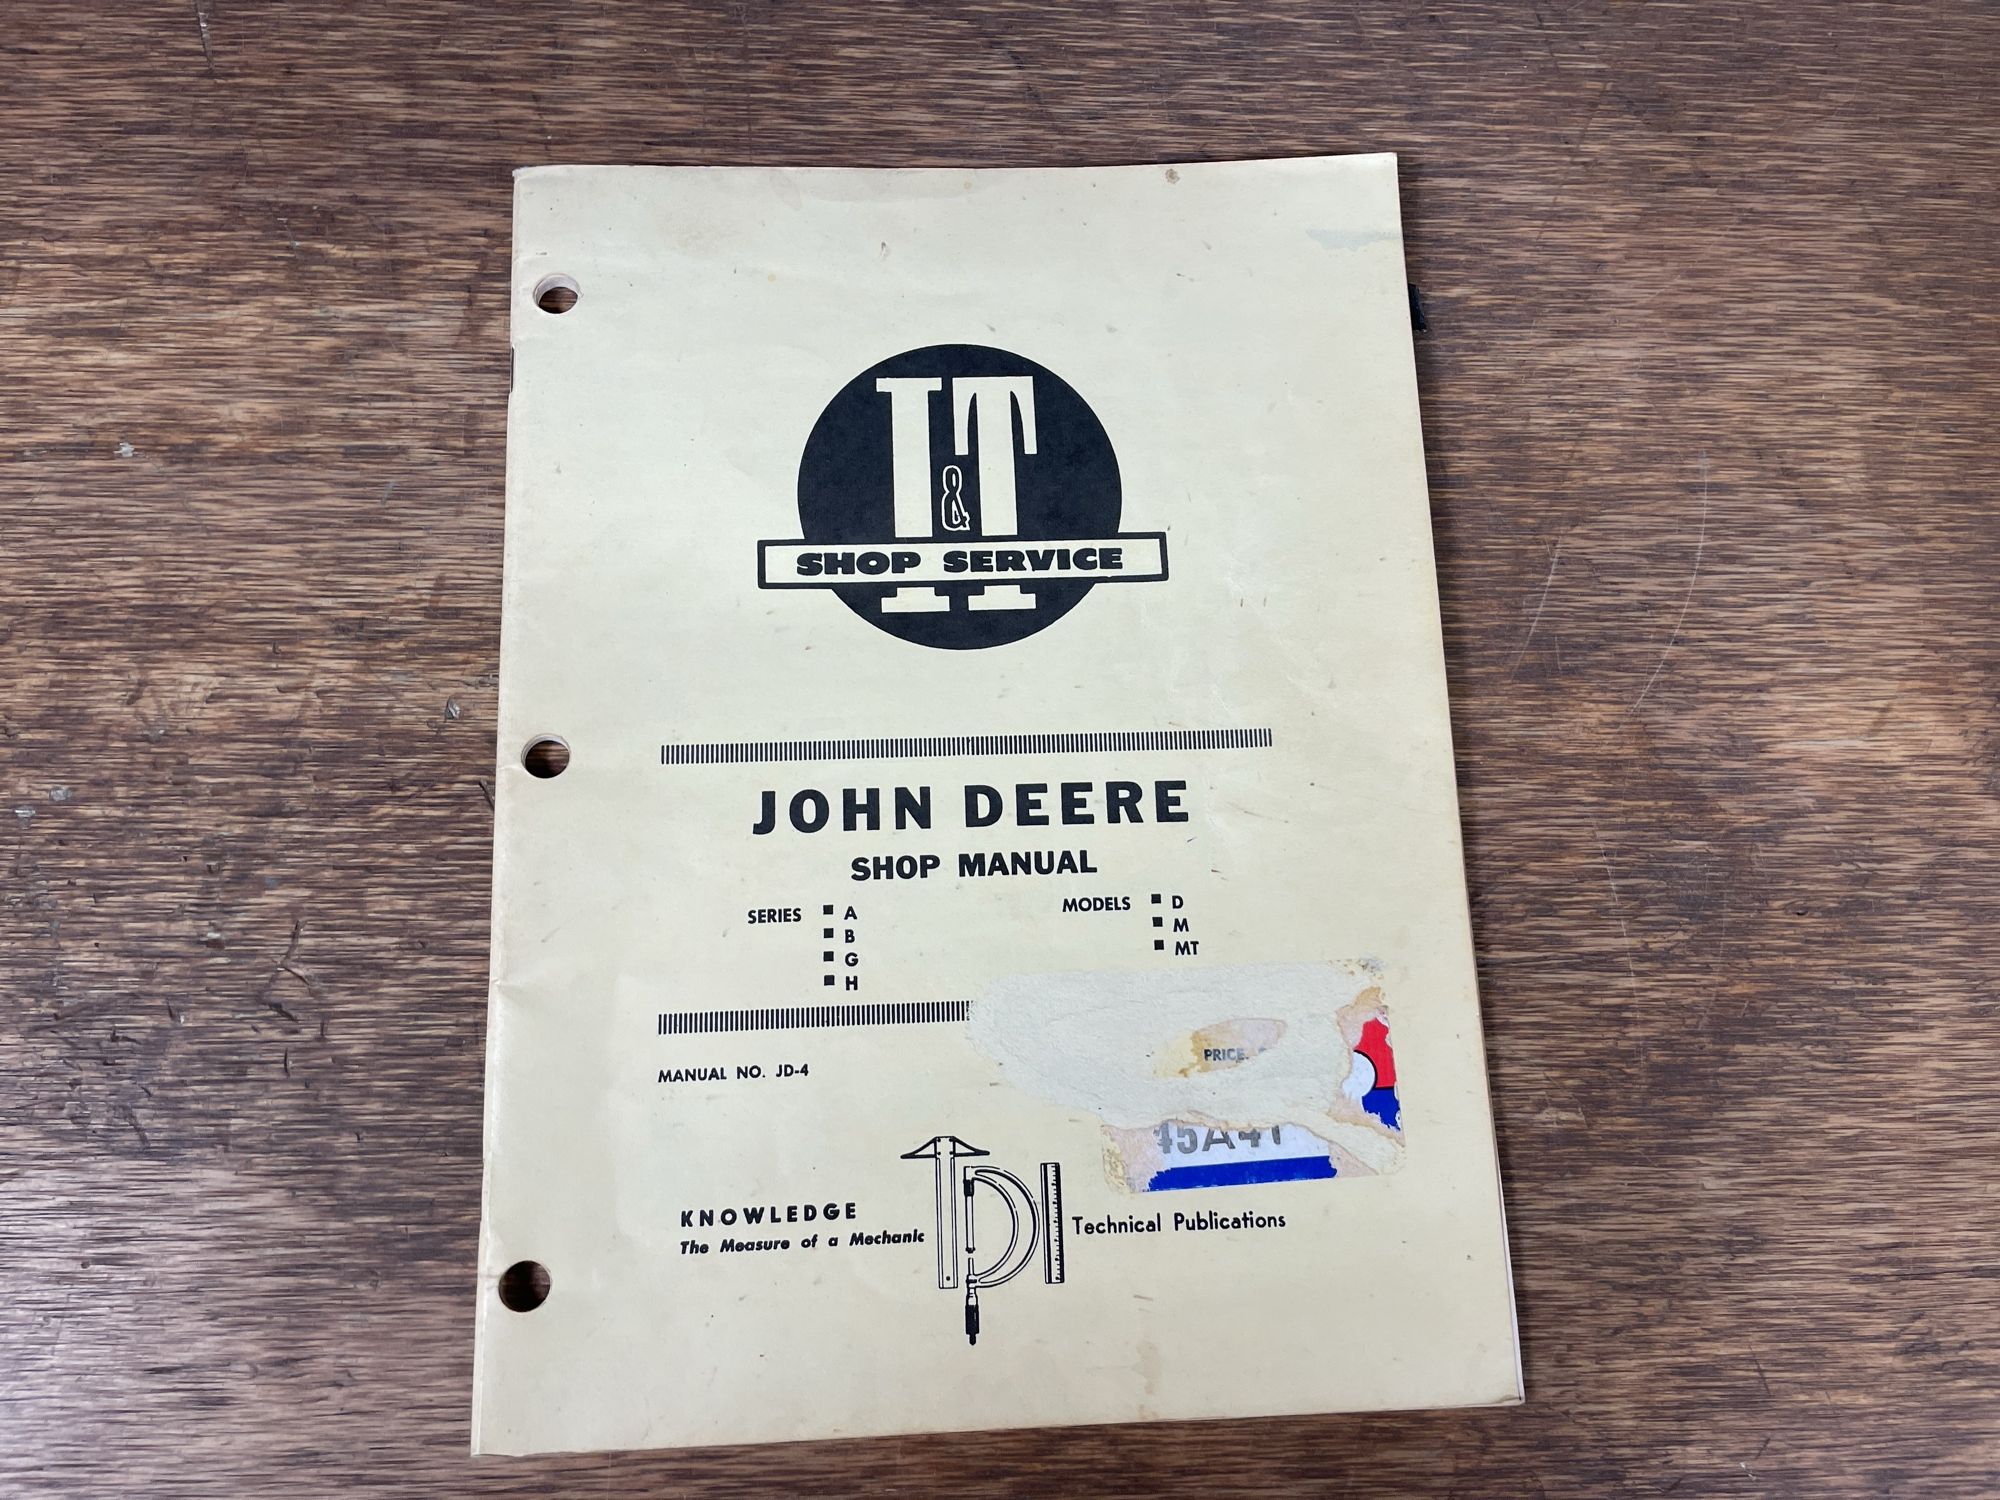 I&T
SHOP SERVICE
JOHN DEERE
SHOP MANUAL
SERIES ■ A
■ B
■ G
■ H
MODELS ■ D
■ M
■ MT
MANUAL NO. JD-4
PRICE
KNOWLEDGE
The Measure of a Mechanic
Technical Publications